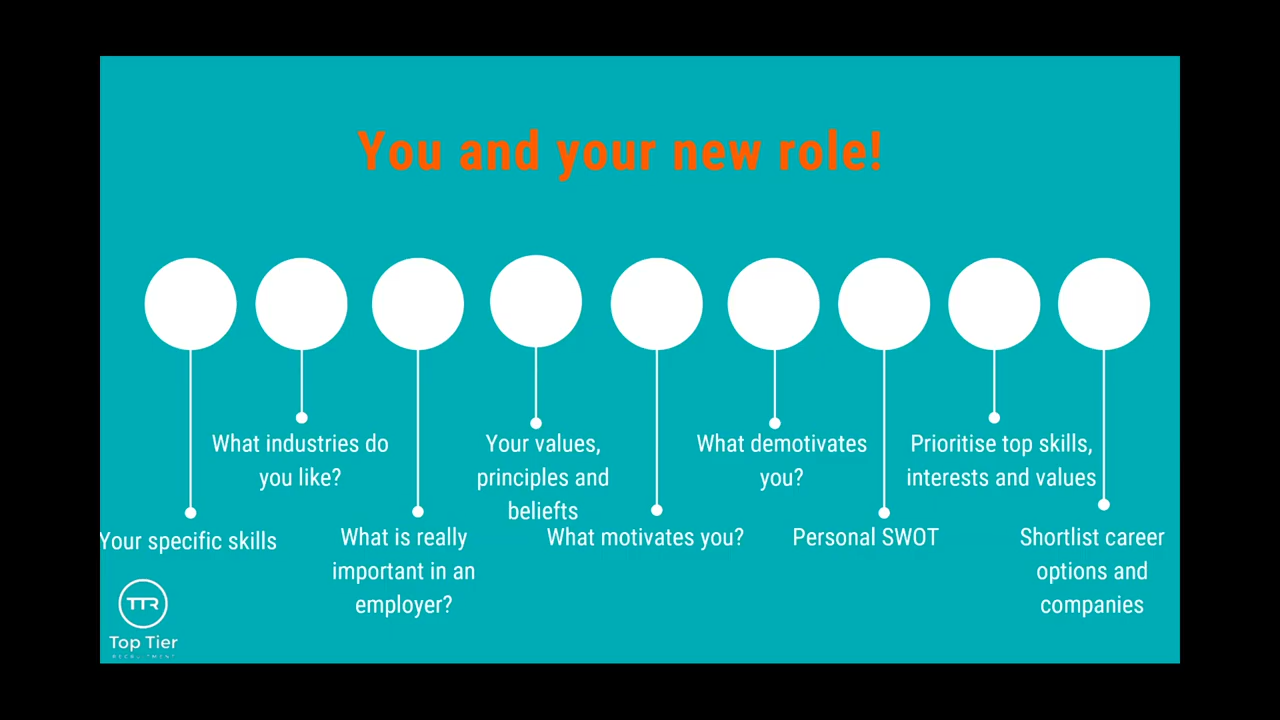 You and your new role!
Your specific skills
What industries do
you like?
What is really
important in an
employer?
Your values,
principles and
beliefts
What motivates you?
What demotivates
you?
Personal SWOT
Prioritise top skills,
interests and values
Shortlist career
options and
companies
TTR
Top Tier
RECRUITMENT